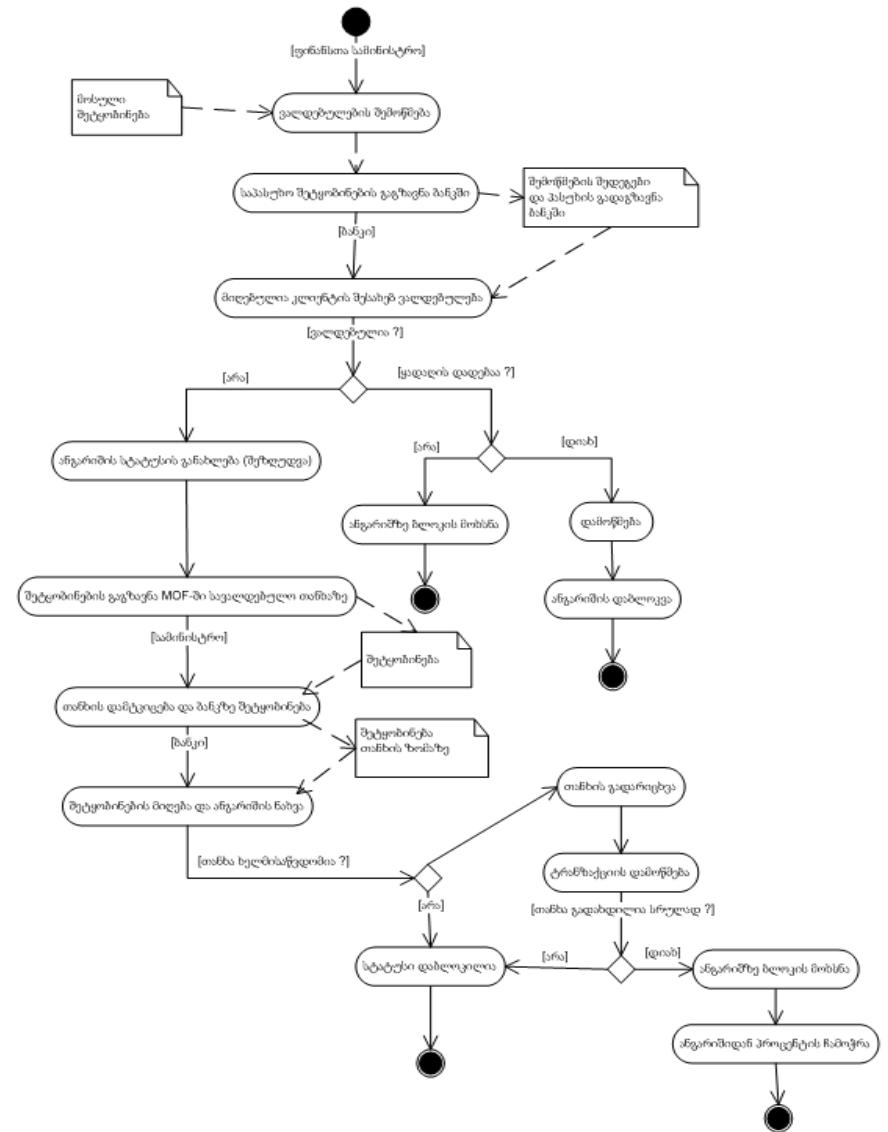 [ფინანსთა სამინისტრო]
მოსული
შეტყობინება
ვალდებულების შემოწმება
საპასუხო შეტყობინების გაგზავნა ბანკში
შემოწმების შედეგები
და პასუხის გადაგზავნა
ბანკში
[ბანკი]
მიღებულია კლიენტის შესახებ ვალდებულება
[ვალდებულია ?]
[არა]
[ყადაღის დადებაა ?]
[არა]
[დიახ]
ანგარიშის სტატუსის განახლება (შეზღუდვა)
ანგარიშზე ბლოკის მოხსნა
დამოწმება
შეტყობინების გაგზავნა MOF-ში სავალდებულო თანხაზე
ანგარიშის დაბლოკვა
[სამინისტრო]
შეტყობინება
თანხის დამტკიცება და ბანკზე შეტყობინება
[ბანკი]
შეტყობინება
თანხის ზომაზე
შეტყობინების მიღება და ანგარიშის ნახვა
თანხის გადარიცხვა
[თანხა ხელმისაწვდომია ?]
ტრანზაქციის დამოწმება
[არა]
[თანხა გადახდილია სრულად ?]
სტატუსი დაბლოკილია
[არა]
[დიახ]
ანგარიშზე ბლოკის მოხსნა
ანგარიშიდან პროცენტის ჩამოჭრა